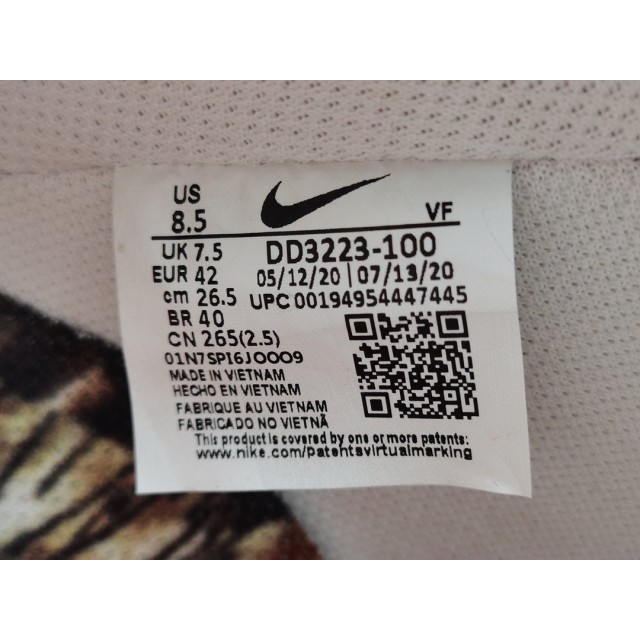 US
8.5
VF
UK 7.5
EUR 42
cm 26.5
BR 40
CN 265(2.5)
DD3223-100
05/12/20 | 07/13/20
UPC 00194954447445
01N7SPI6J0009
MADE IN VIETNAM
HECHO EN VIETNAM
FABRIQUE AU VIETNAM
FABRICADO NO VIETNÃ
This product is covered by one or more patents:
www.nike.com/patentsvirtualmarking